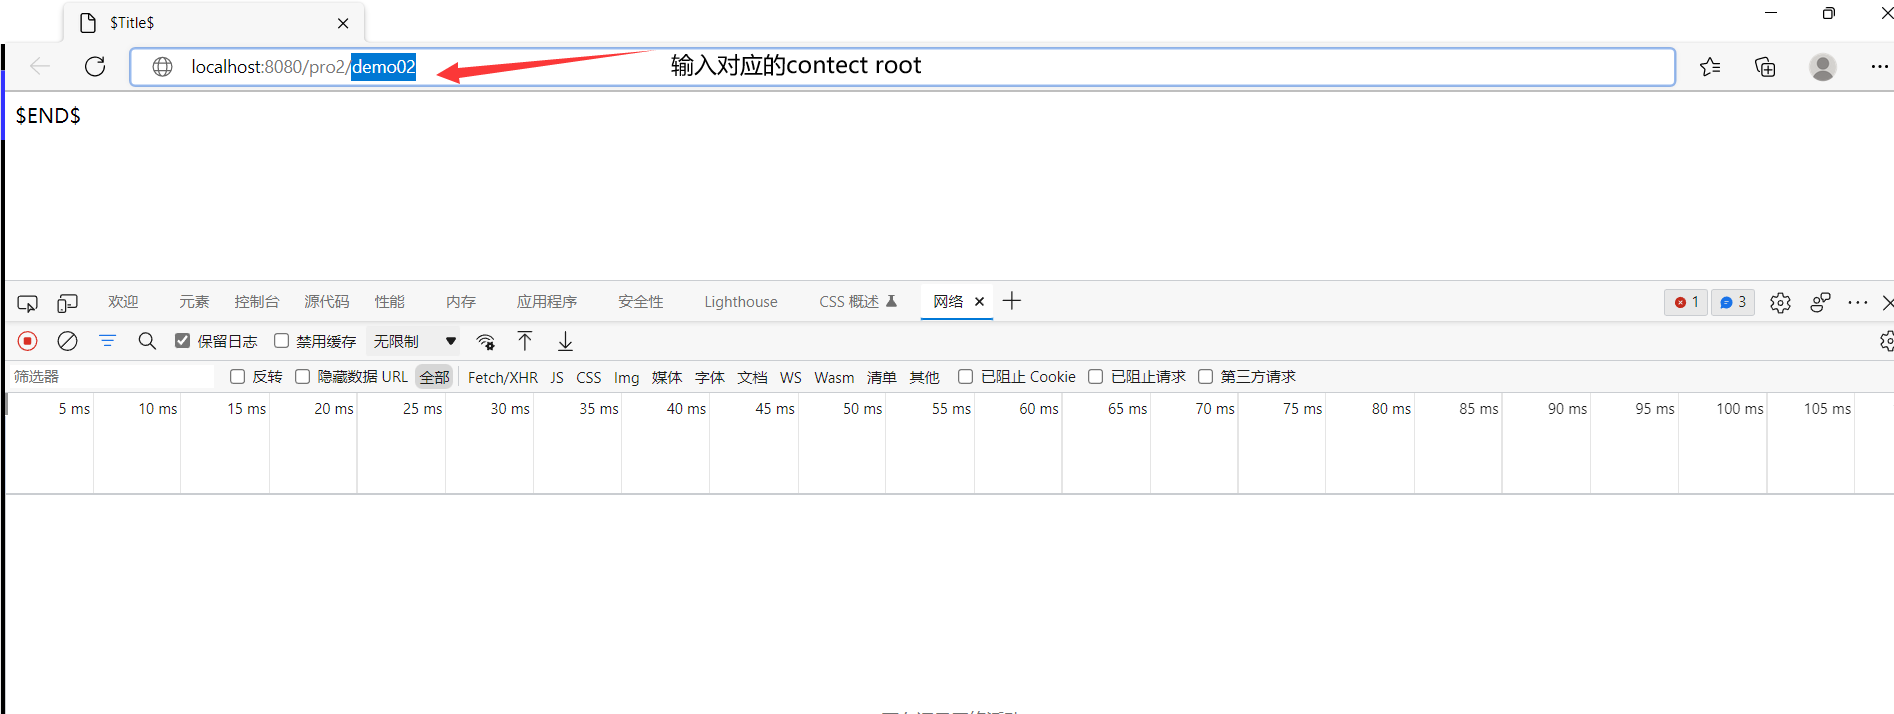 $Title$
localhost:8080/pro2/demo02
输入对应的contect root
$END$
欢迎 元素 控制台 源代码 性能 内存 应用程序 安全性 Lighthouse CSS 概述 网络 1 3
保留日志 禁用缓存 无限制
筛选器 反转 隐藏数据 URL 全部 Fetch/XHR JS CSS Img 媒体 字体 文档 WS Wasm 清单 其他 已阻止 Cookie 已阻止请求 第三方请求
5 ms 10 ms 15 ms 20 ms 25 ms 30 ms 35 ms 40 ms 45 ms 50 ms 55 ms 60 ms 65 ms 70 ms 75 ms 80 ms 85 ms 90 ms 95 ms 100 ms 105 ms